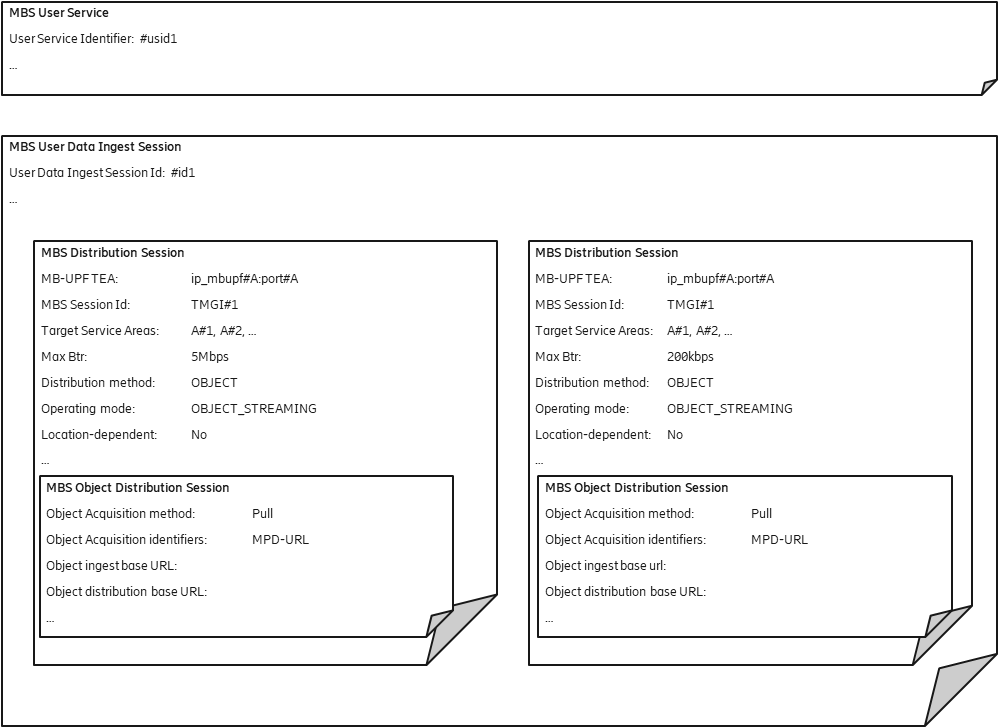 MBS User Service
User Service Identifier: #usid1
...
MBS User Data Ingest Session
User Data Ingest Session Id: #id1
...
MBS Distribution Session
MB-UPF TEA: ip_mbupf#A:port#A
MBS Session Id: TMGI#1
Target Service Areas: A#1, A#2, ...
Max Btr: 5Mbps
Distribution method: OBJECT
Operating mode: OBJECT_STREAMING
Location-dependent: No
...
MBS Object Distribution Session
Object Acquisition method: Pull
Object Acquisition identifiers: MPD-URL
Object ingest base URL:
Object distribution base URL:
...
MBS Distribution Session
MB-UPF TEA: ip_mbupf#A:port#A
MBS Session Id: TMGI#1
Target Service Areas: A#1, A#2, ...
Max Btr: 200kbps
Distribution method: OBJECT
Operating mode: OBJECT_STREAMING
Location-dependent: No
...
MBS Object Distribution Session
Object Acquisition method: Pull
Object Acquisition identifiers: MPD-URL
Object ingest base url:
Object distribution base URL:
...